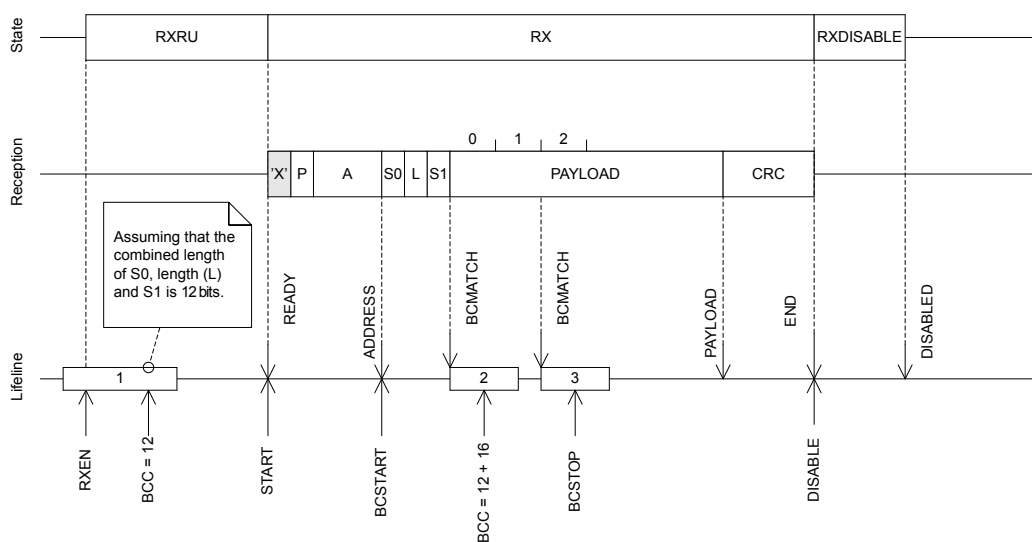 State
RXRU
RX
RXDISABLE
0
1
2
Reception
'X'
P
A
S0
L
S1
PAYLOAD
CRC
Assuming that the
combined length
of S0, length (L)
and S1 is 12 bits.
READY
ADDRESS
BCMATCH
BCMATCH
PAYLOAD
END
DISABLED
Lifeline
1
2
3
RXEN
BCC = 12
START
BCSTART
BCC = 12 + 16
BCSTOP
DISABLE